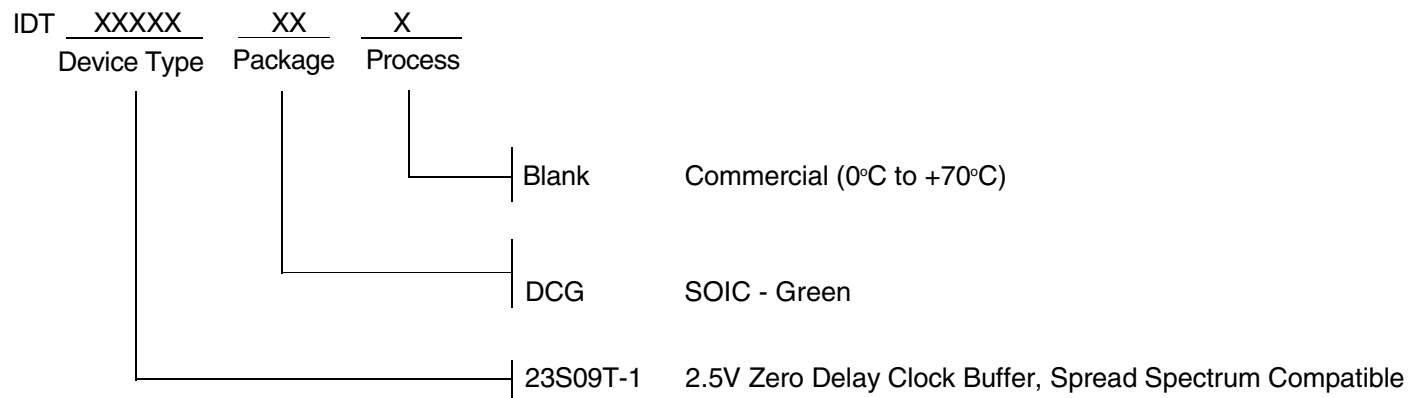 IDT XXXXX XX X
Device Type Package Process
Blank Commercial (0°C to +70°C)
DCG SOIC - Green
23S09T-1 2.5V Zero Delay Clock Buffer, Spread Spectrum Compatible